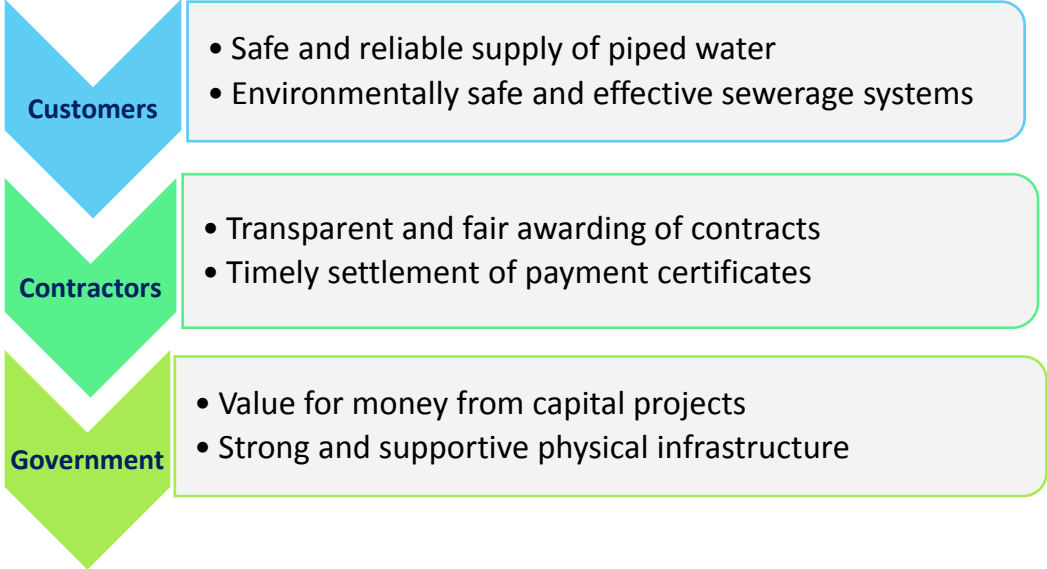 Customers
• Safe and reliable supply of piped water
• Environmentally safe and effective sewerage systems
Contractors
• Transparent and fair awarding of contracts
• Timely settlement of payment certificates
Government
• Value for money from capital projects
• Strong and supportive physical infrastructure